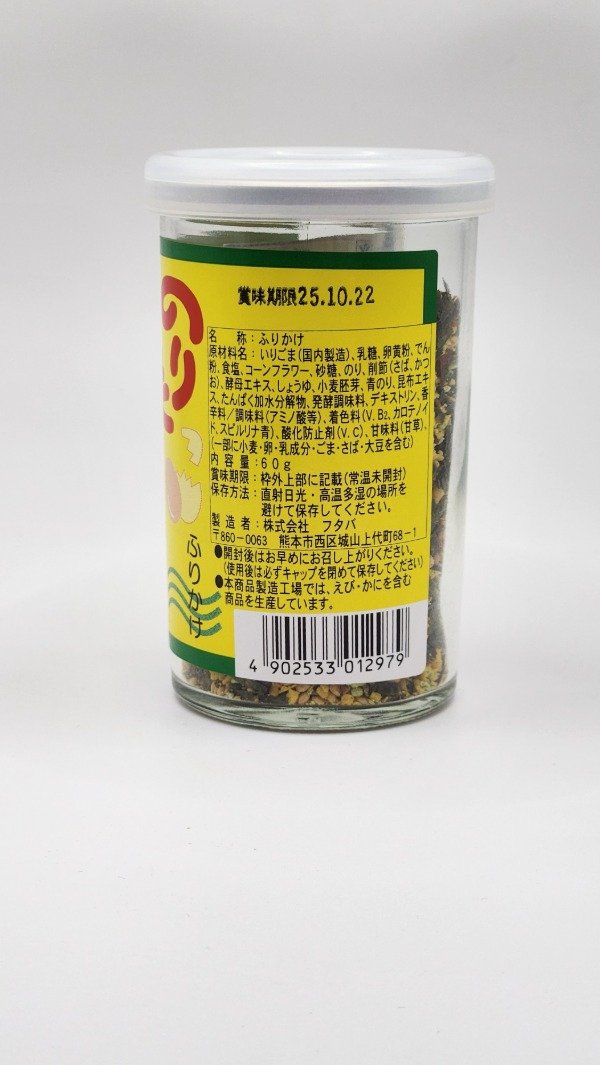 賞味期限25.10.22
のり
ふりかけ
名　　称：ふりかけ
原材料名：いりごま(国内製造)、乳糖、卵黄粉、でん
粉、食塩、コーンフラワー、砂糖、のり、削節(さば、かつ
お)、酵母エキス、しょうゆ、小麦胚芽、青のり、昆布エキ
ス、たんぱく加水分解物、発酵調味料、デキストリン、香
辛料／調味料(アミノ酸等)、着色料(V.B₂、カロテノイ
ド、スピルリナ青)、酸化防止剤(V.C)、甘味料(甘草)、
(一部に小麦・卵・乳成分・ごま・さば・大豆を含む)
内 容 量：60g
賞味期限：枠外上部に記載(常温未開封)
保存方法：直射日光・高温多湿の場所を
避けて保存してください。
製 造 者：株式会社　フタバ
〒860-0063　熊本市西区城山上代町68-1
●開封後はお早めにお召し上がりください。
(使用後は必ずキャップを閉めて保存してください)
●本商品製造工場では、えび・かにを含む
商品を生産しています。
4 902533 012979